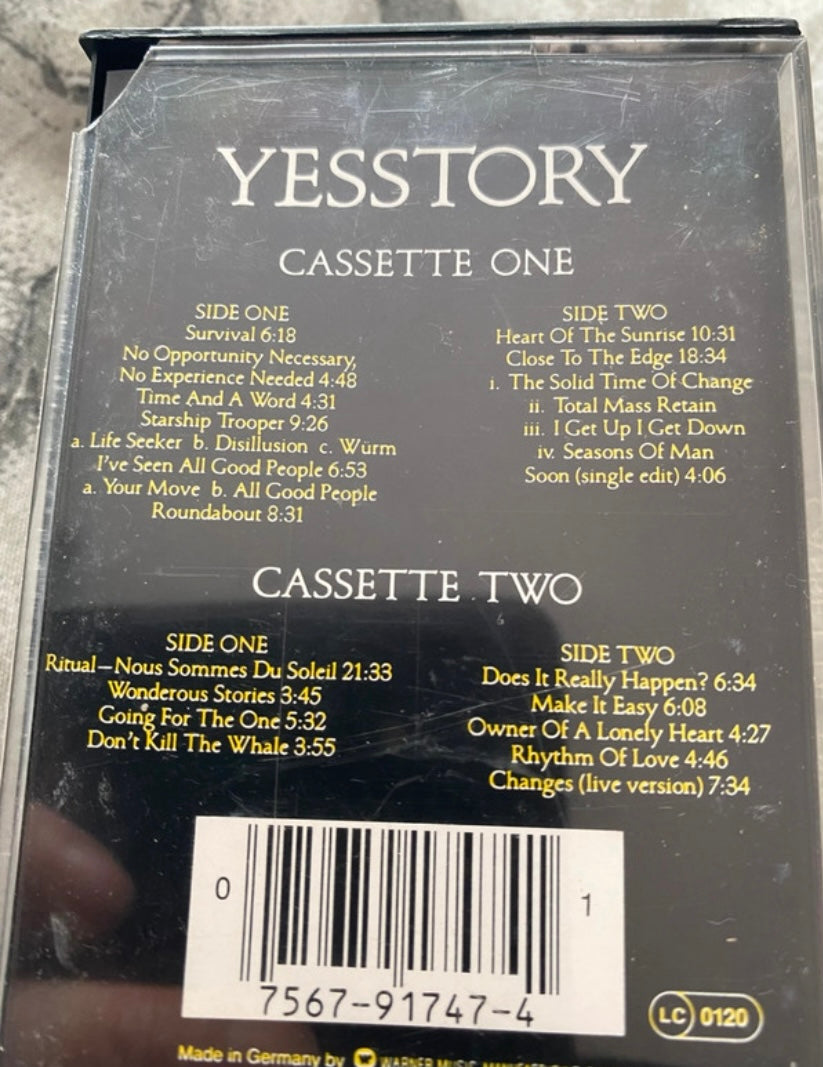 YESSTORY
CASSETTE ONE
SIDE ONE
Survival 6:18
No Opportunity Necessary,
No Experience Needed 4:48
Time And A Word 4:31
Starship Trooper 9:26
a. Life Seeker b. Disillusion c. Würm
I've Seen All Good People 6:53
a. Your Move b. All Good People
Roundabout 8:31
SIDE TWO
Heart Of The Sunrise 10:31
Close To The Edge 18:34
i. The Solid Time Of Change
ii. Total Mass Retain
iii. I Get Up I Get Down
iv. Seasons Of Man
Soon (single edit) 4:06
CASSETTE TWO
SIDE ONE
Ritual–Nous Sommes Du Soleil 21:33
Wonderous Stories 3:45
Going For The One 5:32
Don't Kill The Whale 3:55
SIDE TWO
Does It Really Happen? 6:34
Make It Easy 6:08
Owner Of A Lonely Heart 4:27
Rhythm Of Love 4:46
Changes (live version) 7:34
0 1
7567-91747-4
LC 0120
Made in Germany by WARNER MUSIC